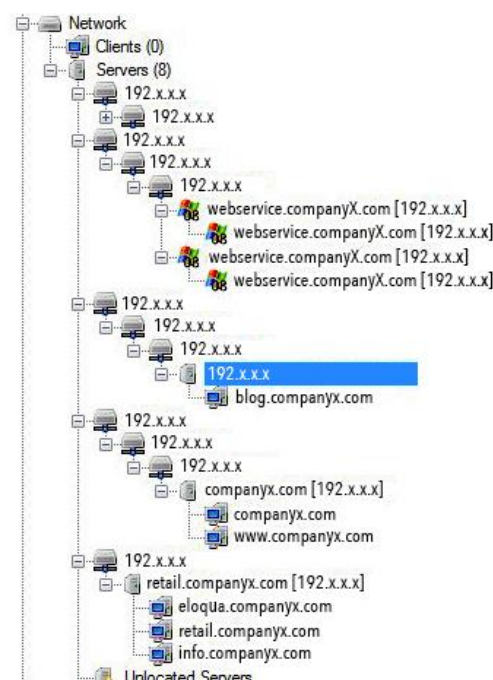 Network
Clients (0)
Servers (8)
192.x.x.x
192.x.x.x
192.x.x.x
192.x.x.x
192.x.x.x
webservice.companyX.com [192.x.x.x]
webservice.companyX.com [192.x.x.x]
webservice.companyX.com [192.x.x.x]
webservice.companyX.com [192.x.x.x]
192.x.x.x
192.x.x.x
192.x.x.x
192.x.x.x
blog.companyx.com
192.x.x.x
192.x.x.x
192.x.x.x
companyx.com [192.x.x.x]
companyx.com
www.companyx.com
192.x.x.x
retail.companyx.com [192.x.x.x]
eloqua.companyx.com
retail.companyx.com
info.companyx.com
Unlocated Servers